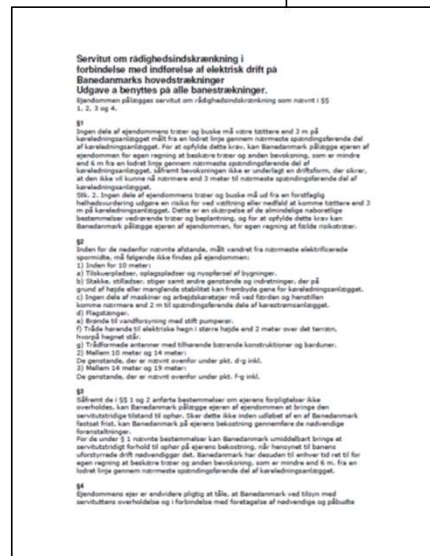 Servitut om rådighedsindskrænkning i
forbindelse med indførelse af elektrisk drift på
Banedanmarks hovedstrækninger
Udgave a benyttes på alle banestrækninger.
Ejendommen pålægges servitut om rådighedsindskrænkning som nævnt i §§
1, 2, 3 og 4.
§1
Ingen dele af ejendommens træer og buske må være tættere end 3 m på
køreledningsanlægget målt fra en lodret linje gennem nærmeste spændingsførende del
af køreledningsanlægget. For at opfylde dette krav, kan Banedanmark pålægge ejeren af
ejendommen for egen regning at beskære træer og anden bevoksning, som er mindre
end 6 m fra en lodret linje gennem nærmeste spændingsførende del af
køreledningsanlægget, såfremt bevoksningen ikke er underlagt en driftsform, der sikrer,
at den ikke vil kunne nå nærmere end 3 meter til nærmeste spændingsførende del af
køreledningsanlægget.
Stk. 2. Ingen dele af ejendommens træer og buske må ud fra en forstfaglig
helhedsvurdering udgøre en risiko for ved væltning eller nedfald at komme tættere end 3
m på køreledningsanlægget. Dette er en skærpelse af de almindelige naboretlige
bestemmelser vedrørende træer og beplantning, og for at opfylde dette krav kan
Banedanmark pålægge ejeren af ejendommen, for egen regning at fælde risikotræer.
§2
Inden for de nedenfor nævnte afstande, målt vandret fra nærmeste elektrificerede
spormidte, må følgende ikke findes på ejendommen:
1) Inden for 10 meter:
a) Tilskuerpladser, oplagspladser og nyopførsel af bygninger.
b) Stakke, stilladser, stiger samt andre genstande og indretninger, der på
grund af højde eller manglende stabilitet kan frembyde gene for køreledningsanlægget.
c) Ingen dele af maskiner og arbejdskøretøjer må ved færden og henstillen
komme nærmere end 2 m til spændingsførende dele af kørestrømsanlægget.
d) Flagstænger.
e) Brønde til vandforsyning med stift pumperør.
f) Tråde hørende til elektriske hegn i større højde end 2 meter over det terræn,
hvorpå hegnet står.
g) Trådformede antenner med tilhørende bærende konstruktioner og barduner.
2) Mellem 10 meter og 14 meter:
De genstande, der er nævnt ovenfor under pkt. d-g inkl.
3) Mellem 14 meter og 19 meter:
De genstande, der er nævnt ovenfor under pkt. f-g inkl.
§3
Såfremt de i §§ 1 og 2 anførte bestemmelser om ejerens forpligtelser ikke
overholdes, kan Banedanmark pålægge ejeren af ejendommen at bringe den
servitutstridige tilstand til ophør. Sker dette ikke inden udløbet af en af Banedanmark
fastsat frist, kan Banedanmark på ejerens bekostning gennemføre de nødvendige
foranstaltninger.
For de under § 1 nævnte bestemmelser kan Banedanmark umiddelbart bringe et
servitutstridigt forhold til ophør på ejerens bekostning, når hensynet til banens
uforstyrrede drift nødvendiggør det. Banedanmark har desuden til enhver tid ret til for
egen regning at beskære træer og anden bevoksning, som er mindre end 6 m. fra en
lodret linje gennem nærmeste spændingsførende del af køreledningsanlægget.
§4
Ejendommens ejer er endvidere pligtig at tåle, at Banedanmark ved tilsyn med
servituttens overholdelse og i forbindelse med foretagelse af nødvendige og påbudte